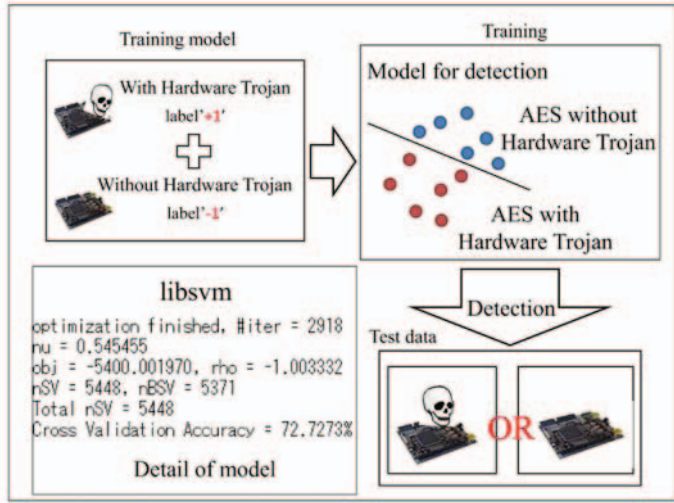 Training model
With Hardware Trojan
label'+1'
Without Hardware Trojan
label'-1'
Training
Model for detection
AES without
Hardware Trojan
AES with
Hardware Trojan
libsvm
optimization finished, #iter = 2918
nu = 0.545455
obj = -5400.001970, rho = -1.003332
nSV = 5448, nBSV = 5371
Total nSV = 5448
Cross Validation Accuracy = 72.7273%
Detail of model
Detection
Test data
OR